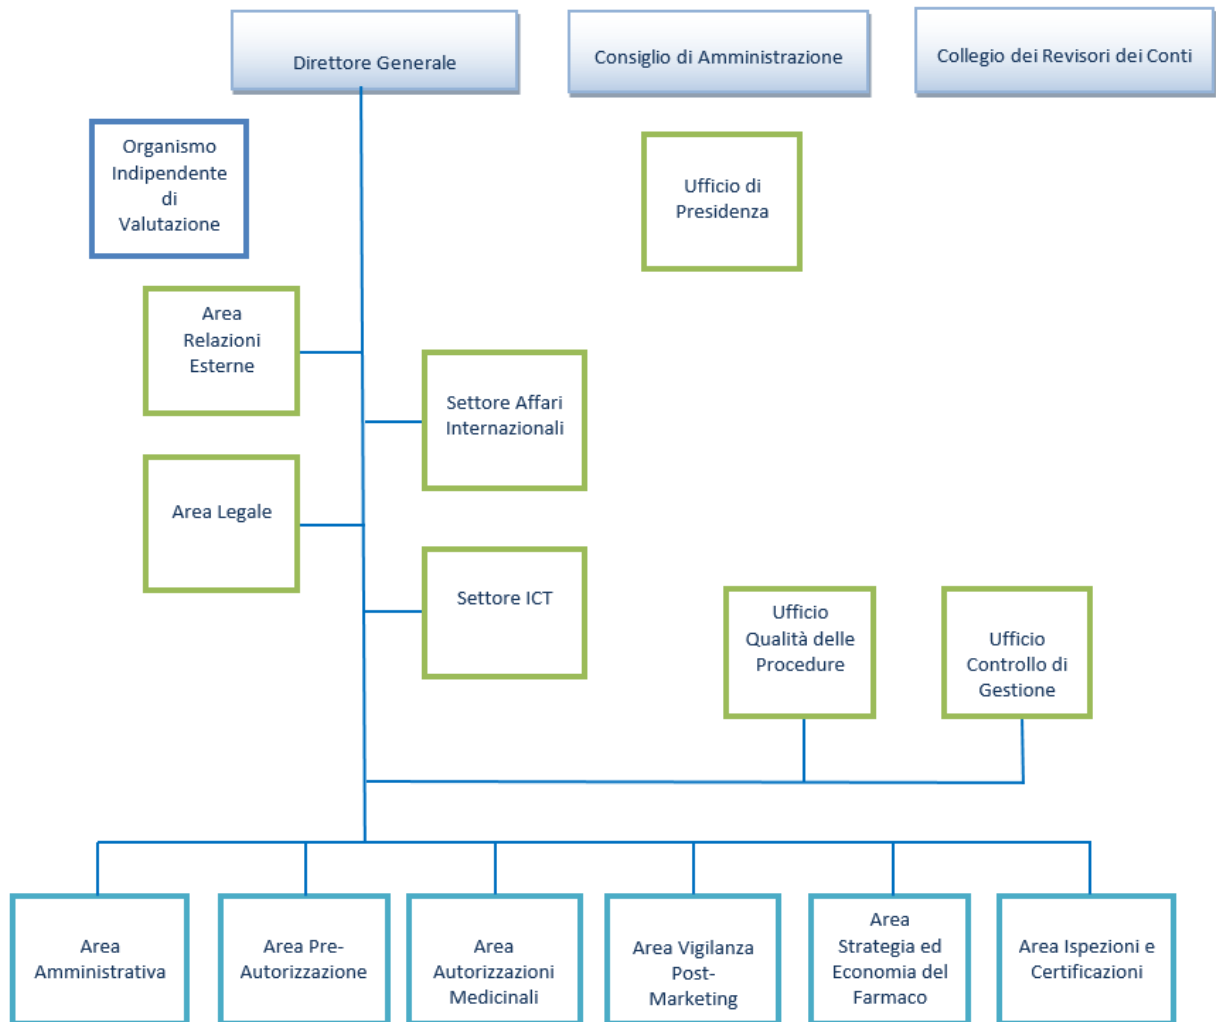 Direttore Generale
Consiglio di Amministrazione
Collegio dei Revisori dei Conti
Organismo
Indipendente
di
Valutazione
Ufficio di
Presidenza
Area
Relazioni
Esterne
Settore Affari
Internazionali
Area Legale
Settore ICT
Ufficio
Qualità delle
Procedure
Ufficio
Controllo di
Gestione
Area
Amministrativa
Area Pre-
Autorizzazione
Area
Autorizzazioni
Medicinali
Area Vigilanza
Post-
Marketing
Area
Strategia ed
Economia del
Farmaco
Area Ispezioni e
Certificazioni